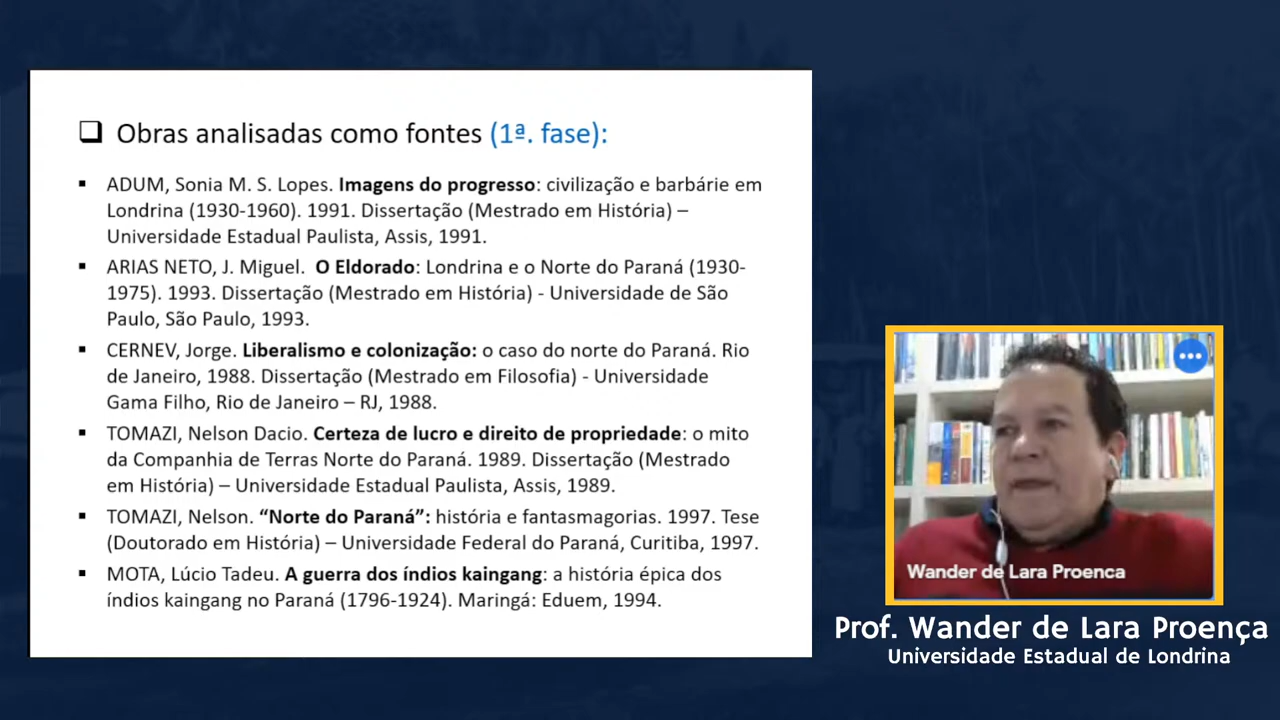 Obras analisadas como fontes (1ª. fase):
ADUM, Sonia M. S. Lopes. Imagens do progresso: civilização e barbárie em
Londrina (1930-1960). 1991. Dissertação (Mestrado em História) –
Universidade Estadual Paulista, Assis, 1991.
ARIAS NETO, J. Miguel. O Eldorado: Londrina e o Norte do Paraná (1930-
1975). 1993. Dissertação (Mestrado em História) - Universidade de São
Paulo, São Paulo, 1993.
CERNEV, Jorge. Liberalismo e colonização: o caso do norte do Paraná. Rio
de Janeiro, 1988. Dissertação (Mestrado em Filosofia) - Universidade
Gama Filho, Rio de Janeiro – RJ, 1988.
TOMAZI, Nelson Dacio. Certeza de lucro e direito de propriedade: o mito
da Companhia de Terras Norte do Paraná. 1989. Dissertação (Mestrado
em História) – Universidade Estadual Paulista, Assis, 1989.
TOMAZI, Nelson. “Norte do Paraná”: história e fantasmagorias. 1997. Tese
(Doutorado em História) – Universidade Federal do Paraná, Curitiba, 1997.
MOTA, Lúcio Tadeu. A guerra dos índios kaingang: a história épica dos
índios kaingang no Paraná (1796-1924). Maringá: Eduem, 1994.
Wander de Lara Proenca
Prof. Wander de Lara Proença
Universidade Estadual de Londrina